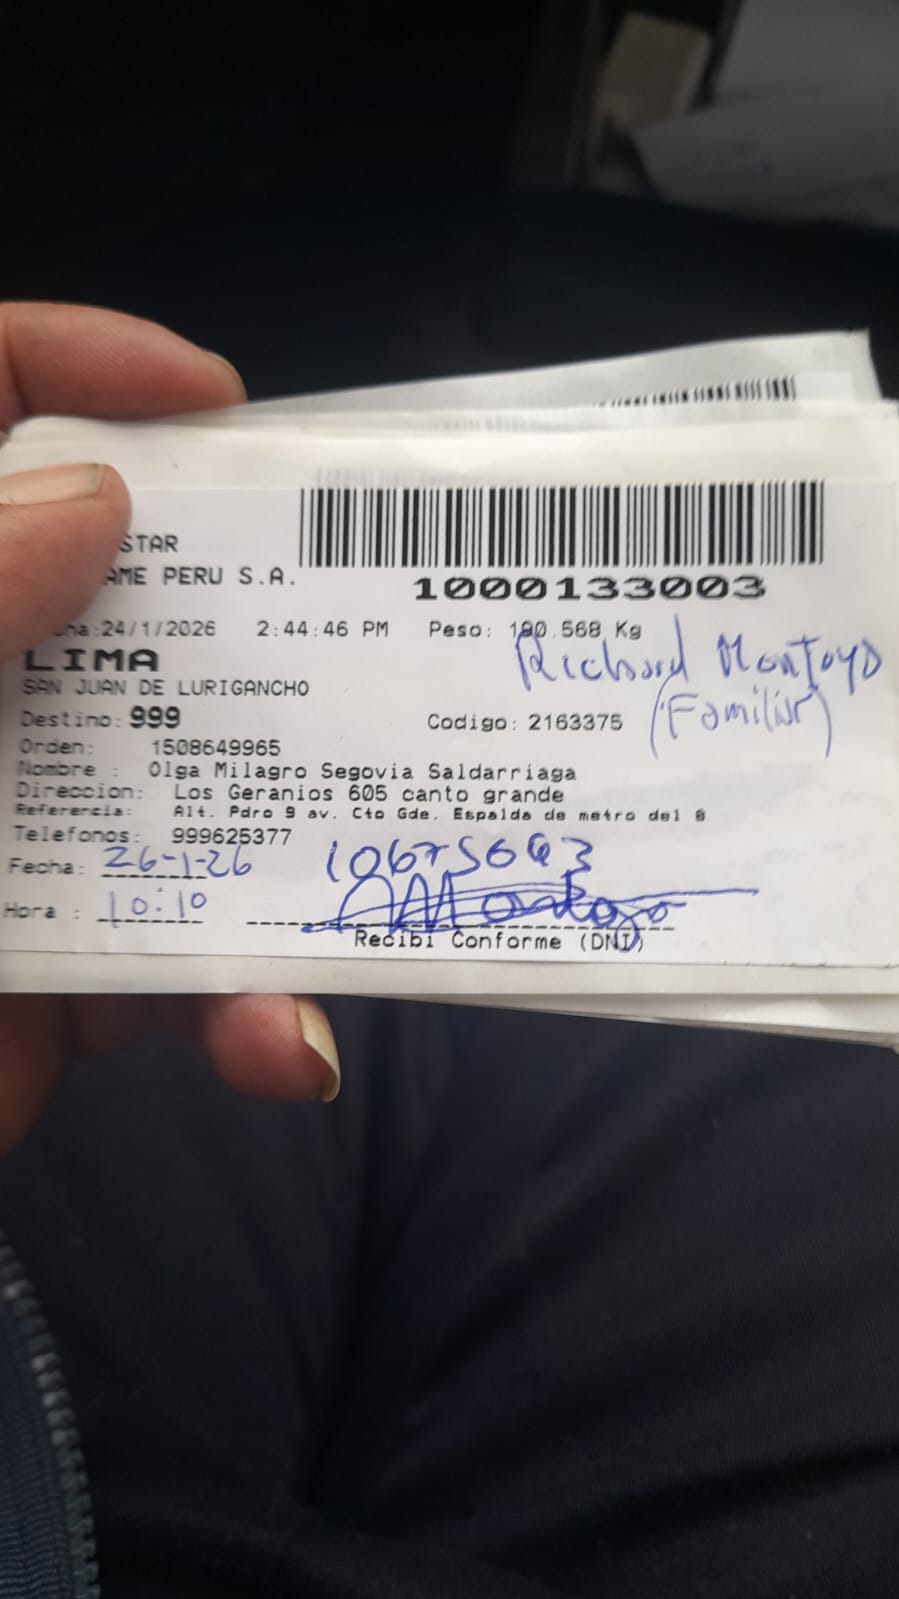 STAR
AME PERU S.A.
1000133003
ha:24/1/2026 2:44:46 PM Peso: 190.568 Kg
Richard Montoya
LIMA
SAN JUAN DE LURIGANCHO
(Familiar)
Destino: 999 Codigo: 2163375
Orden: 1508649965
Nombre : Olga Milagro Segovia Saldarriaga
Direccion: Los Geranios 605 canto grande
Referencia: Alt. Pdro 9 av. Cto Gde. Espalda de metro del 8
Telefonos: 999625377
Fecha: 26-1-26
Hora : 10:10
Montoya
Recibi Conforme (DNI)